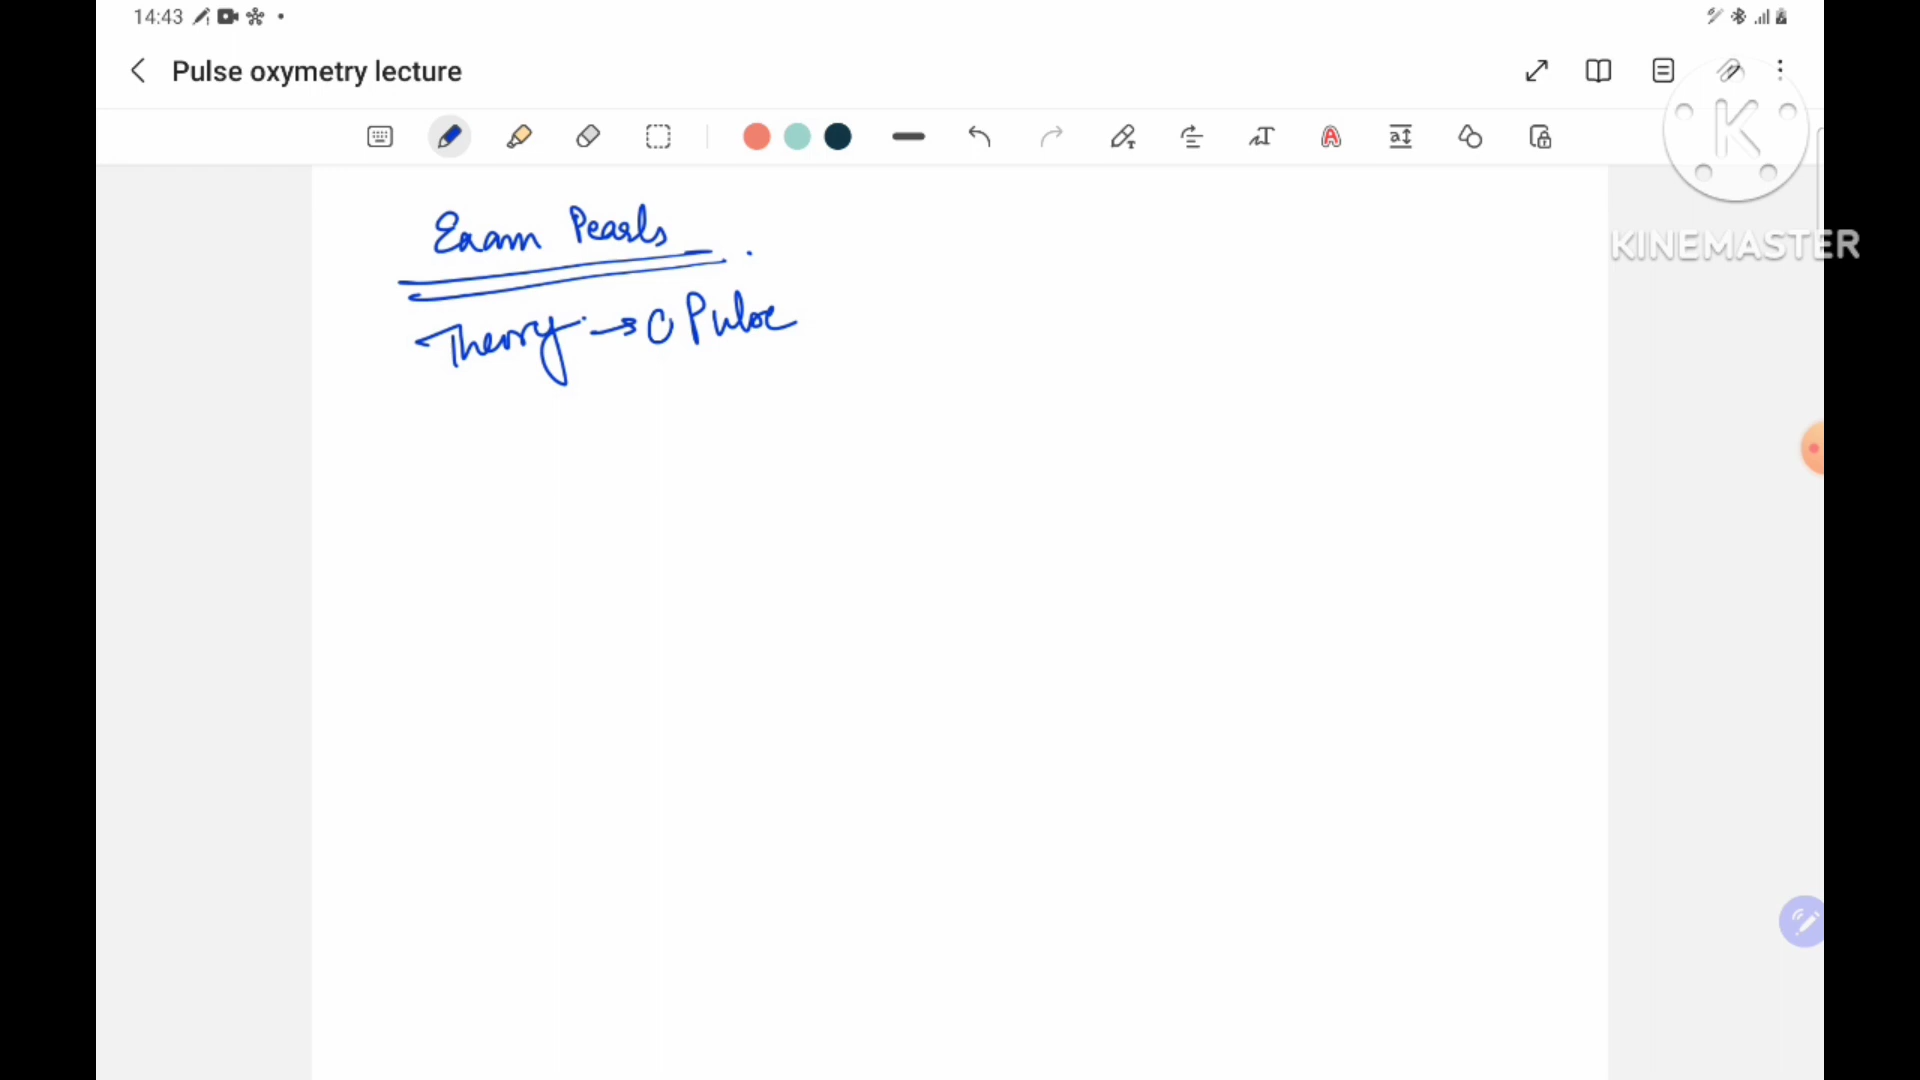 14:43
Pulse oxymetry lecture
KINEMASTER
Exam Pearls
Theory → O Pulse